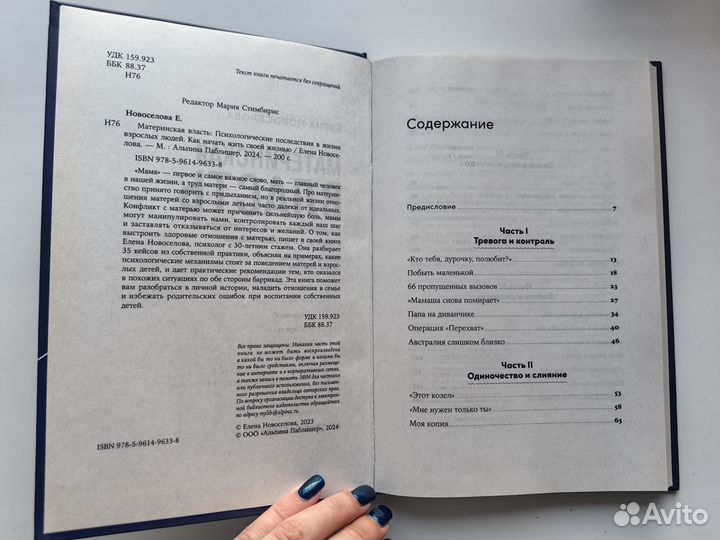 УДК 159.923
ББК 88.37
Н76
Текст книги печатается без сокращений
Редактор Мария Стимбирис
Новоселова Е.
Н76
Материнская власть: Психологические последствия в жизни
взрослых людей. Как начать жить своей жизнью / Елена Новосе-
лова. — М. : Альпина Паблишер, 2024. — 200 с.
ISBN 978-5-9614-9633-8
«Мама» — первое и самое важное слово, мать — главный человек
в нашей жизни, а труд матери — самый благородный. Про материн-
ство принято говорить с придыханием, но в реальной жизни отно-
шения матерей со взрослыми детьми часто далеки от идеальных.
Конфликт с матерью может причинить сильнейшую боль, мамы
могут манипулировать нами, контролировать каждый наш шаг
и заставлять отказываться от интересов и желаний. О том, как
выстроить здоровые отношения с матерью, пишет в своей книге
Елена Новоселова, психолог с 30-летним стажем. Она разбирает
35 кейсов из собственной практики, объясняя на примерах, какие
психологические механизмы стоят за поведением матерей и взрос-
лых детей, и дает практические рекомендации тем, кто оказался
в похожих ситуациях по обе стороны баррикад. Эта книга поможет
вам разобраться в личной истории, наладить отношения в семье
и избежать родительских ошибок при воспитании собственных
детей.
УДК 159.923
ББК 88.37
Все права защищены. Никакая часть этой
книги не может быть воспроизведена
в какой бы то ни было форме и какими бы
то ни было средствами, включая разме-
щение в интернете и в корпоративных сетях,
а также запись в память ЭВМ для частного
или публичного использования, без письмен-
ного разрешения владельца авторских прав.
По вопросу организации доступа к электрон-
ной библиотеке издательства обращайтесь
по адресу mylib@alpina.ru
© Елена Новоселова, 2023
© ООО «Альпина Паблишер», 2024
ISBN 978-5-9614-9633-8
Содержание
Предисловие 7
Часть I
Тревога и контроль
«Кто тебя, дурочку, полюбит?» 13
Побыть маленькой 18
66 пропущенных вызовов 23
«Мамаша снова помирает» 27
Папа на диванчике 34
Операция «Перехват» 40
Австралия слишком близко 46
Часть II
Одиночество и слияние
«Этот козел» 53
«Мне нужен только ты» 58
Моя копия 65
Avito